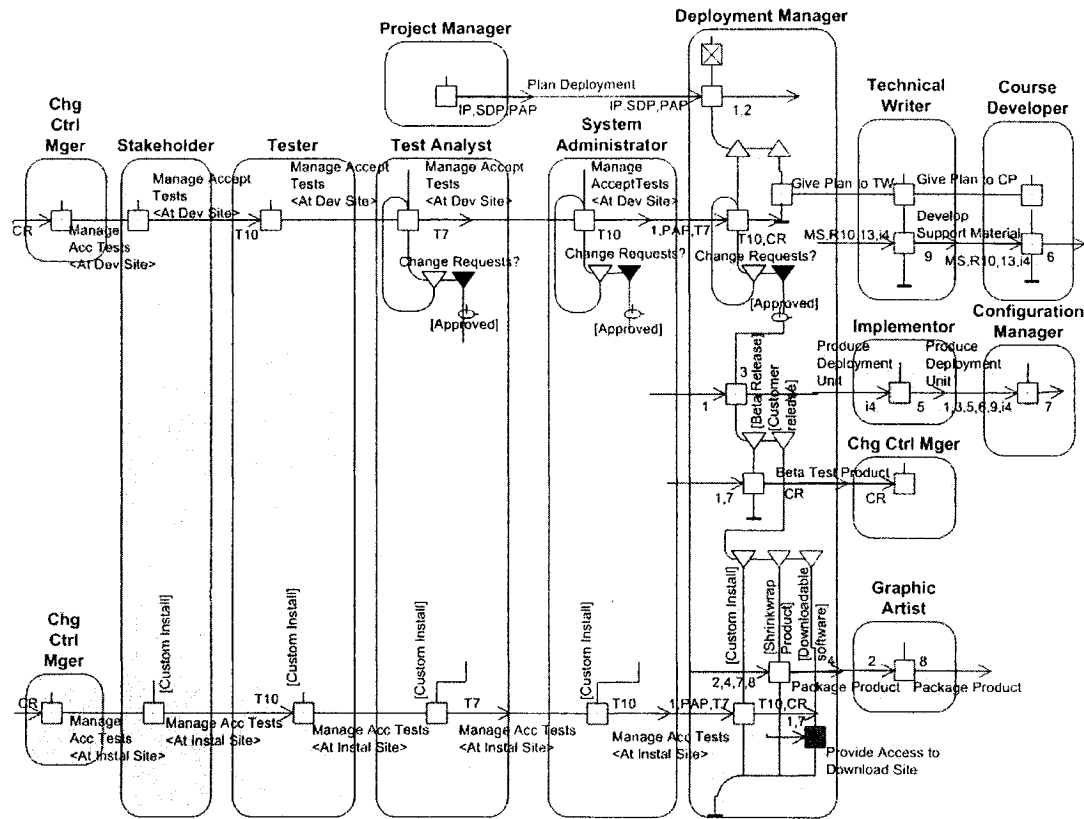 Deployment Manager
Project Manager
Plan Deployment
IP,SDP,PAP
IP,SDP,PAP
1,2
Technical
Writer
Course
Developer
Chg
Ctrl
Mger
Stakeholder
Tester
Test Analyst
System
Administrator
Manage Accept
Tests
<At Dev Site>
Manage Accept
Tests
<At Dev Site>
Manage Accept
Tests
<At Dev Site>
Manage
AcceptTests
<At Dev Site>
Give Plan to TW
Give Plan to CP
CR
Manage
Acc Tests
<At Dev Site>
T10
T7
T10
1,PAP,T7
T10,CR
MS,R10,13,i4
Develop
Support Material
9
MS,R10,13,i4
6
Change Requests?
Change Requests?
Change Requests?
[Approved]
[Approved]
[Approved]
Implementor
Configuration
Manager
Produce
Deployment
Unit
Produce
Deployment
Unit
1
3
[Beta Release]
[Customer
release]
i4
5
1,3,5,6,9,i4
7
Chg Ctrl Mger
1,7
Beta Test Product
CR
CR
Graphic
Artist
Chg
Ctrl
Mger
[Custom Install]
[Custom Install]
[Custom Install]
[Custom Install]
[Custom Install]
[Shrinkwrap
Product]
[Downloadable
software]
2,4,7,8
4
Package Product
2
8
Package Product
CR
Manage
Acc Tests
<At Instal Site>
Manage Acc Tests
<At Instal Site>
T10
Manage Acc Tests
<At Instal Site>
T7
Manage Acc Tests
<At Instal Site>
T10
Manage Acc Tests
<At Instal Site>
1,PAP,T7
T10,CR
1,7
Provide Access to
Download Site